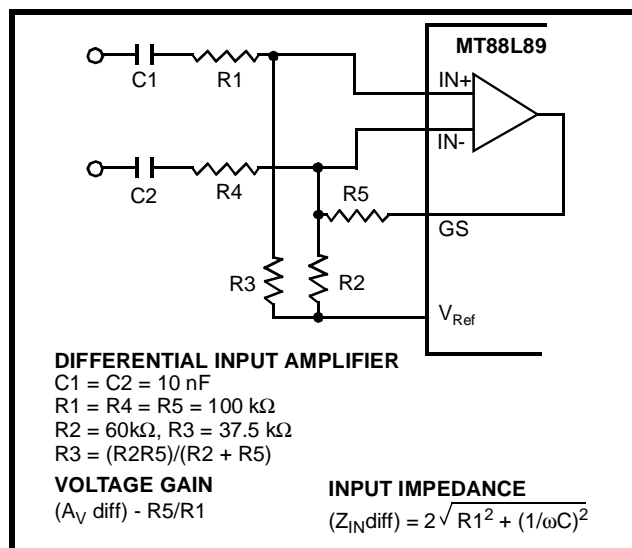 MT88L89
C1
R1
IN+
IN-
C2
R4
R5
GS
R3
R2
VRef
DIFFERENTIAL INPUT AMPLIFIER
C1 = C2 = 10 nF
R1 = R4 = R5 = 100 kΩ
R2 = 60kΩ, R3 = 37.5 kΩ
R3 = (R2R5)/(R2 + R5)
VOLTAGE GAIN
(AV diff) - R5/R1
INPUT IMPEDANCE
(ZINdiff) = 2√R1² + (1/ωC)²